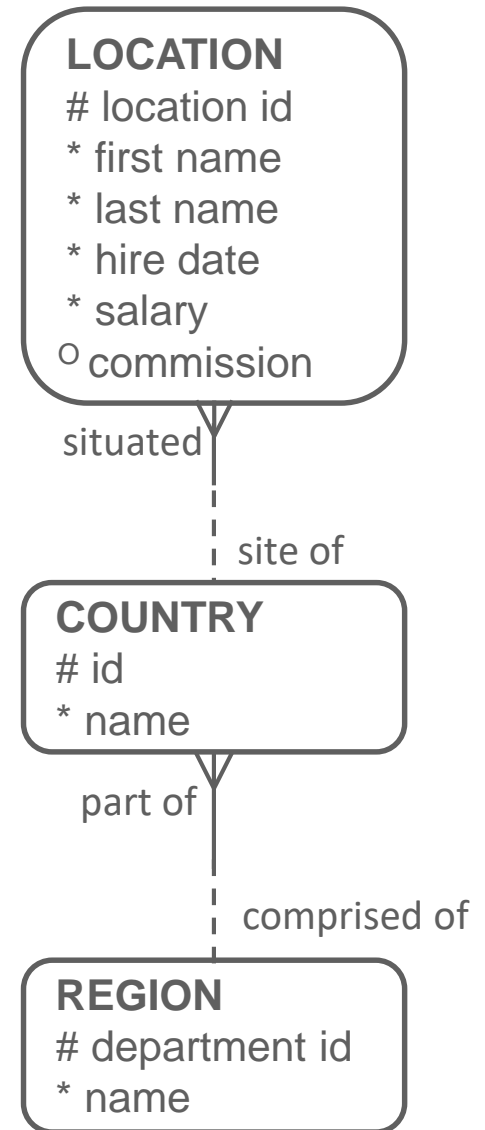 LOCATION
# location id
* first name
* last name
* hire date
* salary
O commission
situated
site of
COUNTRY
# id
* name
part of
comprised of
REGION
# department id
* name